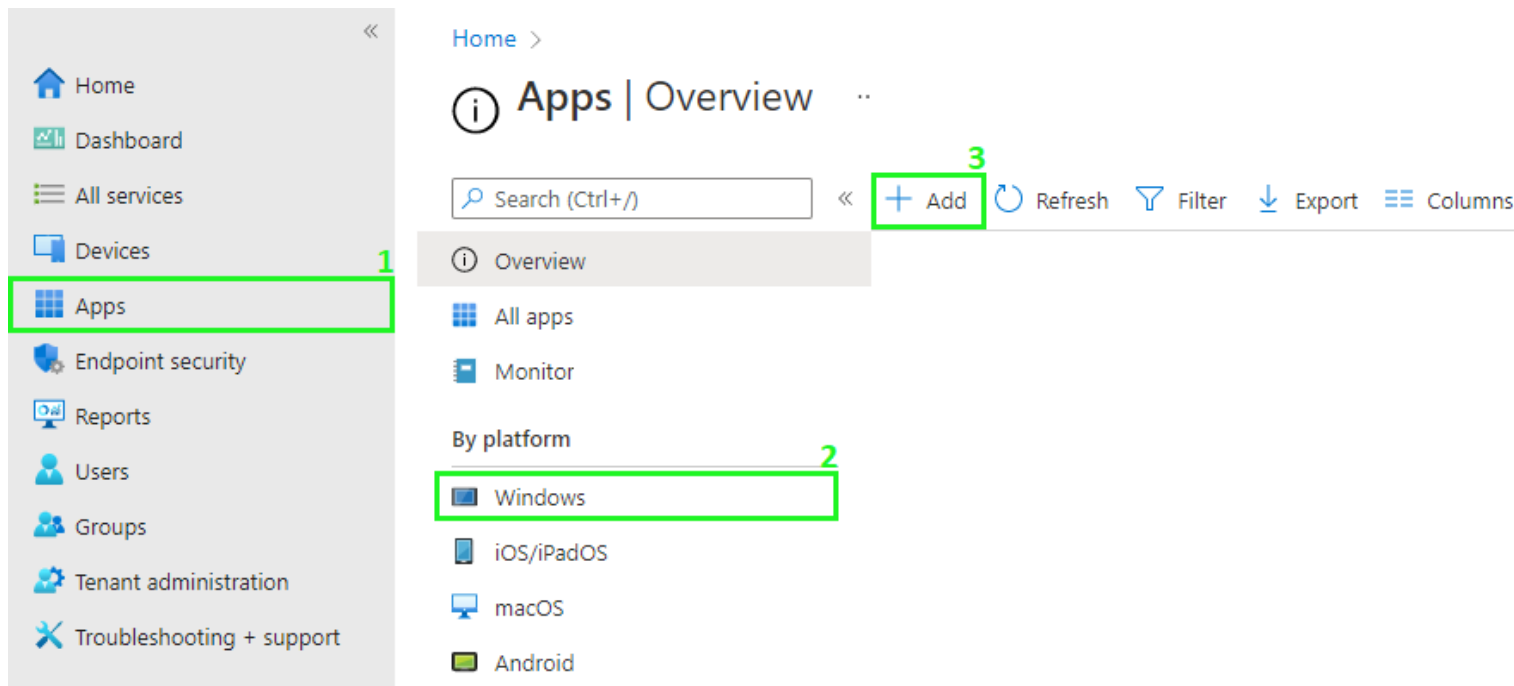 «
Home
Dashboard
All services
Devices
1
Apps
Endpoint security
Reports
Users
Groups
Tenant administration
Troubleshooting + support
Home >
Apps | Overview ..
Search (Ctrl+/) «
3
+ Add Refresh Filter Export Columns
Overview
All apps
Monitor
By platform
2
Windows
iOS/iPadOS
macOS
Android